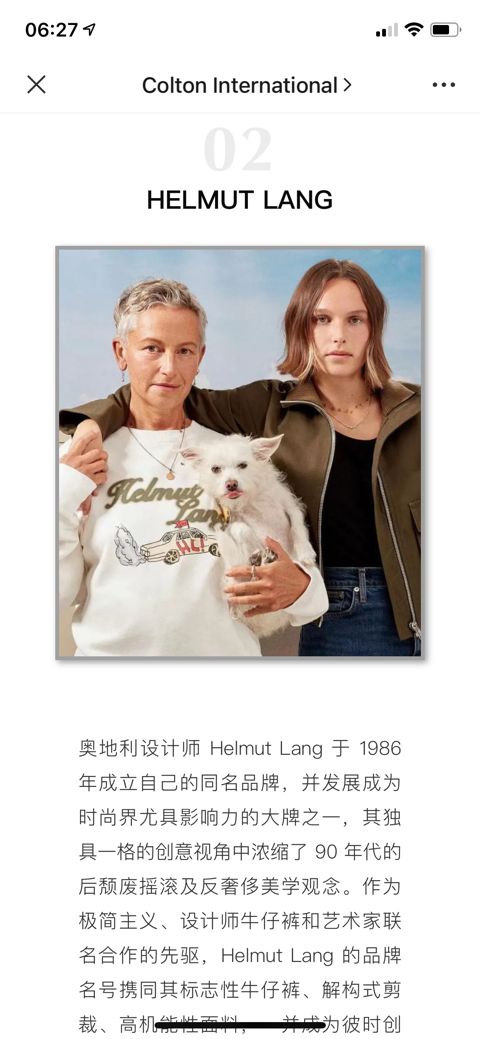 06:27
Colton International
02
HELMUT LANG
Helmut
Lang
HL!
奥地利设计师 Helmut Lang 于 1986
年成立自己的同名品牌，并发展成为
时尚界尤具影响力的大牌之一，其独
具一格的创意视角中浓缩了 90 年代的
后颓废摇滚及反奢侈美学观念。作为
极简主义、设计师牛仔裤和艺术家联
名合作的先驱，Helmut Lang 的品牌
名号携同其标志性牛仔裤、解构式剪
裁、高机能性面料，一并成为彼时创